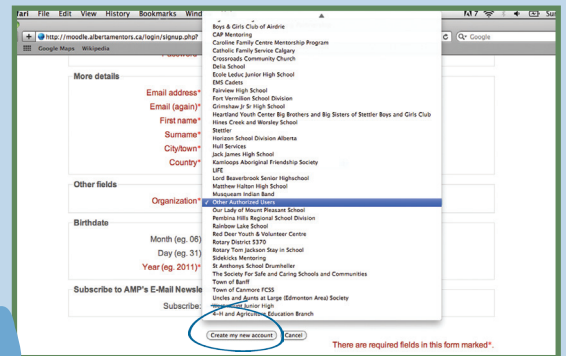 fari File Edit View History Bookmarks Wind
http://moodle.albertamentors.ca/login/signup.php?
Google
Google Maps Wikipedia
Boys & Girls Club of Airdrie
CAP Mentoring
Caroline Family Centre Mentorship Program
Catholic Family Service Calgary
Crossroads Community Church
Delia School
Ecole Leduc Junior High School
EMS Cadets
Fairview High School
Fort Vermilion School Division
Grimshaw Jr Sr High School
Heartland Youth Center Big Brothers and Big Sisters of Stettler Boys and Girls Club
Hines Creek and Worsley School
Stettler
Horizon School Division Alberta
Hull Services
Jack James High School
Kamloops Aboriginal Friendship Society
LIFE
Lord Beaverbrook Senior Highschool
Matthew Halton High School
Musqueam Indian Band
✓ Other Authorized Users
Our Lady of Mount Pleasant School
Pembina Hills Regional School Division
Rainbow Lake School
Red Deer Youth & Volunteer Centre
Rotary District 5370
Rotary Tom Jackson Stay in School
Sidekicks Mentoring
St Anthonys School Drumheller
The Society For Safe and Caring Schools and Communities
Town of Banff
Town of Canmore FCSS
Uncles and Aunts at Large (Edmonton Area) Society
Junior High
4-H and Agriculture Education Branch
More details
Email address*
Email (again)*
First name*
Surname*
City/town*
Country*
Other fields
Organization*
Birthdate
Month (eg. 06)
Day (eg. 31)
Year (eg. 2011)*
Subscribe to AMP's E-Mail Newsle
Subscribe:
Create my new account
Cancel
There are required fields in this form marked*.